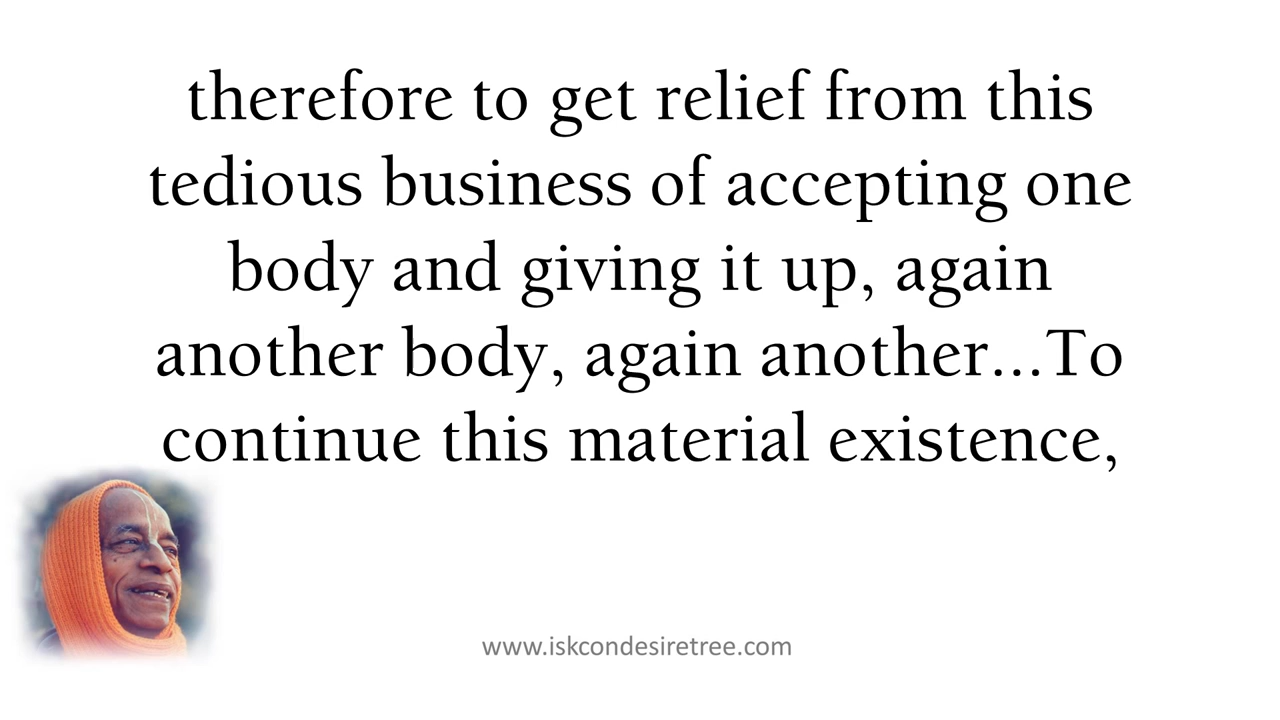 therefore to get relief from this
tedious business of accepting one
body and giving it up, again
another body, again another...To
continue this material existence,
www.iskcondesiretree.com